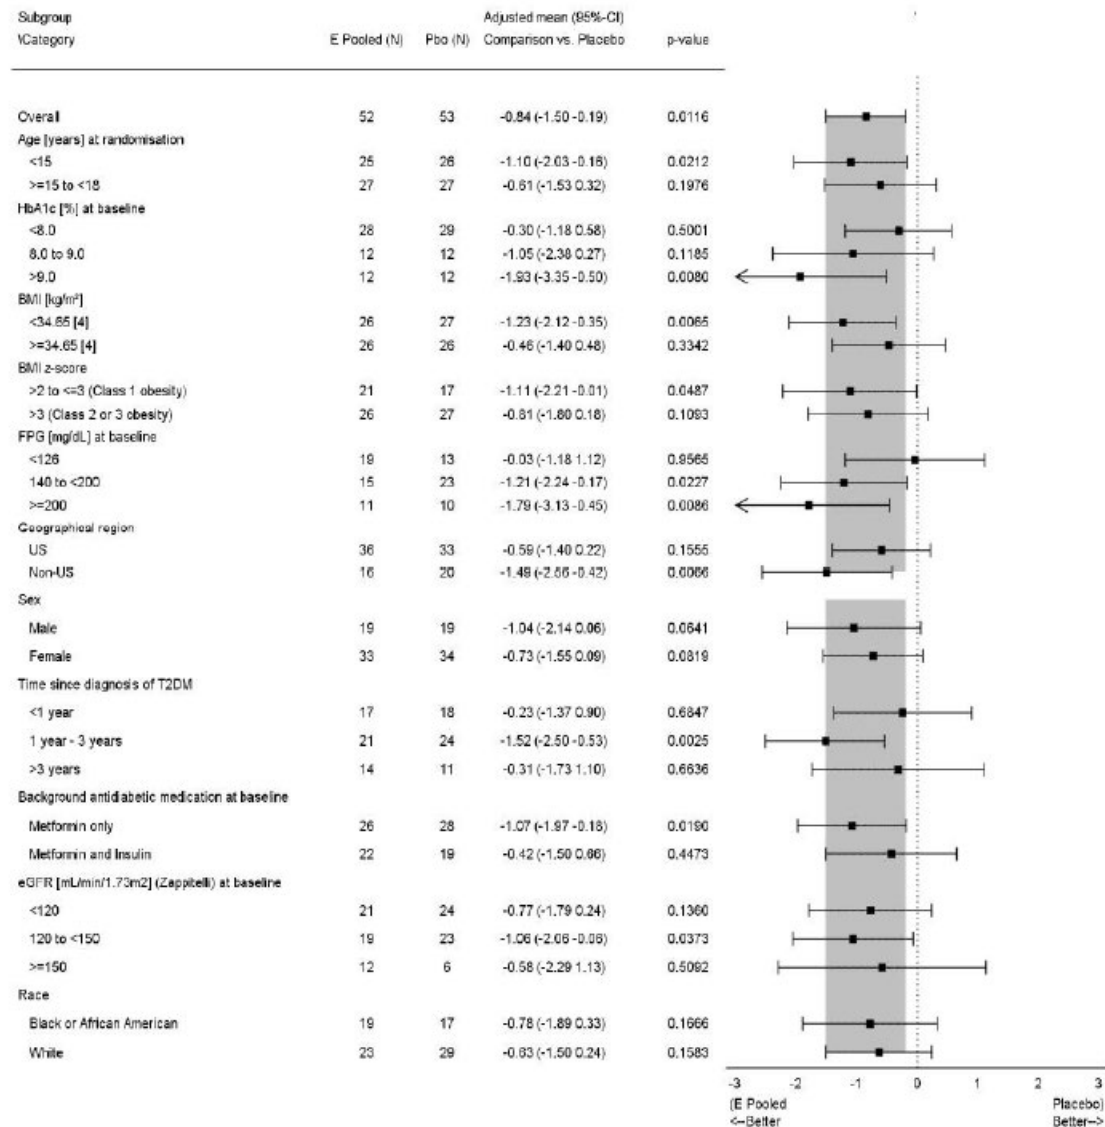 Subgroup Adjusted mean (95%-CI)
\Category E Pooled (N) Pbo (N) Comparison vs. Placebo p-value
Overall 52 53 -0.84 (-1.50 -0.19) 0.0116
Age [years] at randomisation
<15 25 26 -1.10 (-2.03 -0.16) 0.0212
>=15 to <18 27 27 -0.61 (-1.53 0.32) 0.1976
HbA1c [%] at baseline
<8.0 28 29 -0.30 (-1.18 0.58) 0.5001
8.0 to 9.0 12 12 -1.05 (-2.38 0.27) 0.1185
>9.0 12 12 -1.93 (-3.35 -0.50) 0.0080
BMI [kg/m²]
<34.65 [4] 26 27 -1.23 (-2.12 -0.35) 0.0065
>=34.65 [4] 26 26 -0.46 (-1.40 0.48) 0.3342
BMI z-score
>2 to <=3 (Class 1 obesity) 21 17 -1.11 (-2.21 -0.01) 0.0487
>3 (Class 2 or 3 obesity) 26 27 -0.81 (-1.80 0.18) 0.1093
FPG [mg/dL] at baseline
<126 19 13 -0.03 (-1.18 1.12) 0.9565
140 to <200 15 23 -1.21 (-2.24 -0.17) 0.0227
>=200 11 10 -1.79 (-3.13 -0.45) 0.0086
Geographical region
US 36 33 -0.59 (-1.40 0.22) 0.1555
Non-US 16 20 -1.49 (-2.56 -0.42) 0.0066
Sex
Male 19 19 -1.04 (-2.14 0.06) 0.0641
Female 33 34 -0.73 (-1.55 0.09) 0.0819
Time since diagnosis of T2DM
<1 year 17 18 -0.23 (-1.37 0.90) 0.6847
1 year - 3 years 21 24 -1.52 (-2.50 -0.53) 0.0025
>3 years 14 11 -0.31 (-1.73 1.10) 0.6636
Background antidiabetic medication at baseline
Metformin only 26 28 -1.07 (-1.97 -0.18) 0.0190
Metformin and Insulin 22 19 -0.42 (-1.50 0.66) 0.4473
eGFR [mL/min/1.73m2] (Zappitelli) at baseline
<120 21 24 -0.77 (-1.79 0.24) 0.1360
120 to <150 19 23 -1.06 (-2.06 -0.06) 0.0373
>=150 12 6 -0.58 (-2.29 1.13) 0.5092
Race
Black or African American 19 17 -0.78 (-1.89 0.33) 0.1666
White 23 29 -0.63 (-1.50 0.24) 0.1583
-3 -2 -1 0 1 2 3
(E Pooled Placebo)
<--Better Better-->